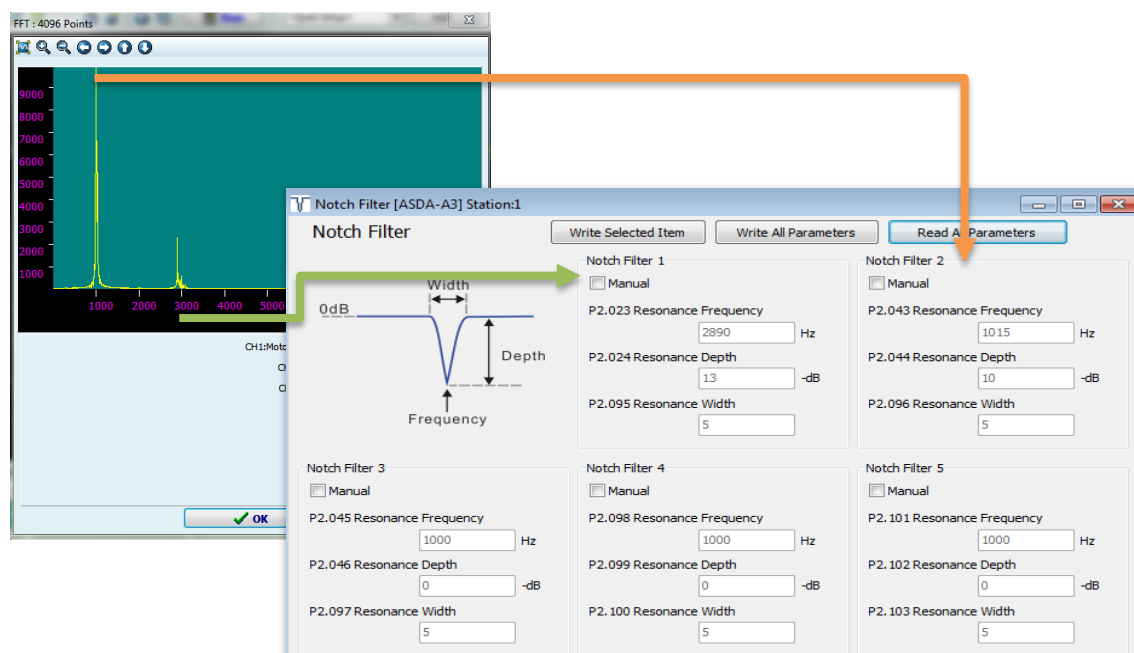 FFT : 4096 Points
9000
8000
7000
6000
5000
4000
3000
2000
1000
1000 2000 3000 4000 5000
OK
Notch Filter [ASDA-A3] Station:1
Notch Filter
Write Selected Item
Write All Parameters
Read All Parameters
Width
0dB
Depth
Frequency
Notch Filter 1
Manual
P2.023 Resonance Frequency
2890 Hz
P2.024 Resonance Depth
13 -dB
P2.095 Resonance Width
5
Notch Filter 2
Manual
P2.043 Resonance Frequency
1015 Hz
P2.044 Resonance Depth
10 -dB
P2.096 Resonance Width
5
Notch Filter 3
Manual
P2.045 Resonance Frequency
1000 Hz
P2.046 Resonance Depth
0 -dB
P2.097 Resonance Width
5
Notch Filter 4
Manual
P2.098 Resonance Frequency
1000 Hz
P2.099 Resonance Depth
0 -dB
P2.100 Resonance Width
5
Notch Filter 5
Manual
P2.101 Resonance Frequency
1000 Hz
P2.102 Resonance Depth
0 -dB
P2.103 Resonance Width
5